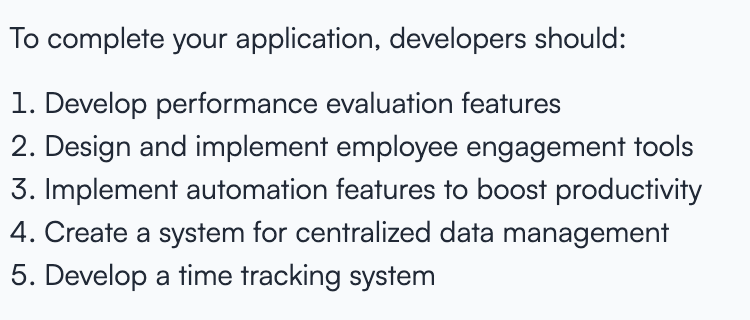 To complete your application, developers should:
1. Develop performance evaluation features
2. Design and implement employee engagement tools
3. Implement automation features to boost productivity
4. Create a system for centralized data management
5. Develop a time tracking system